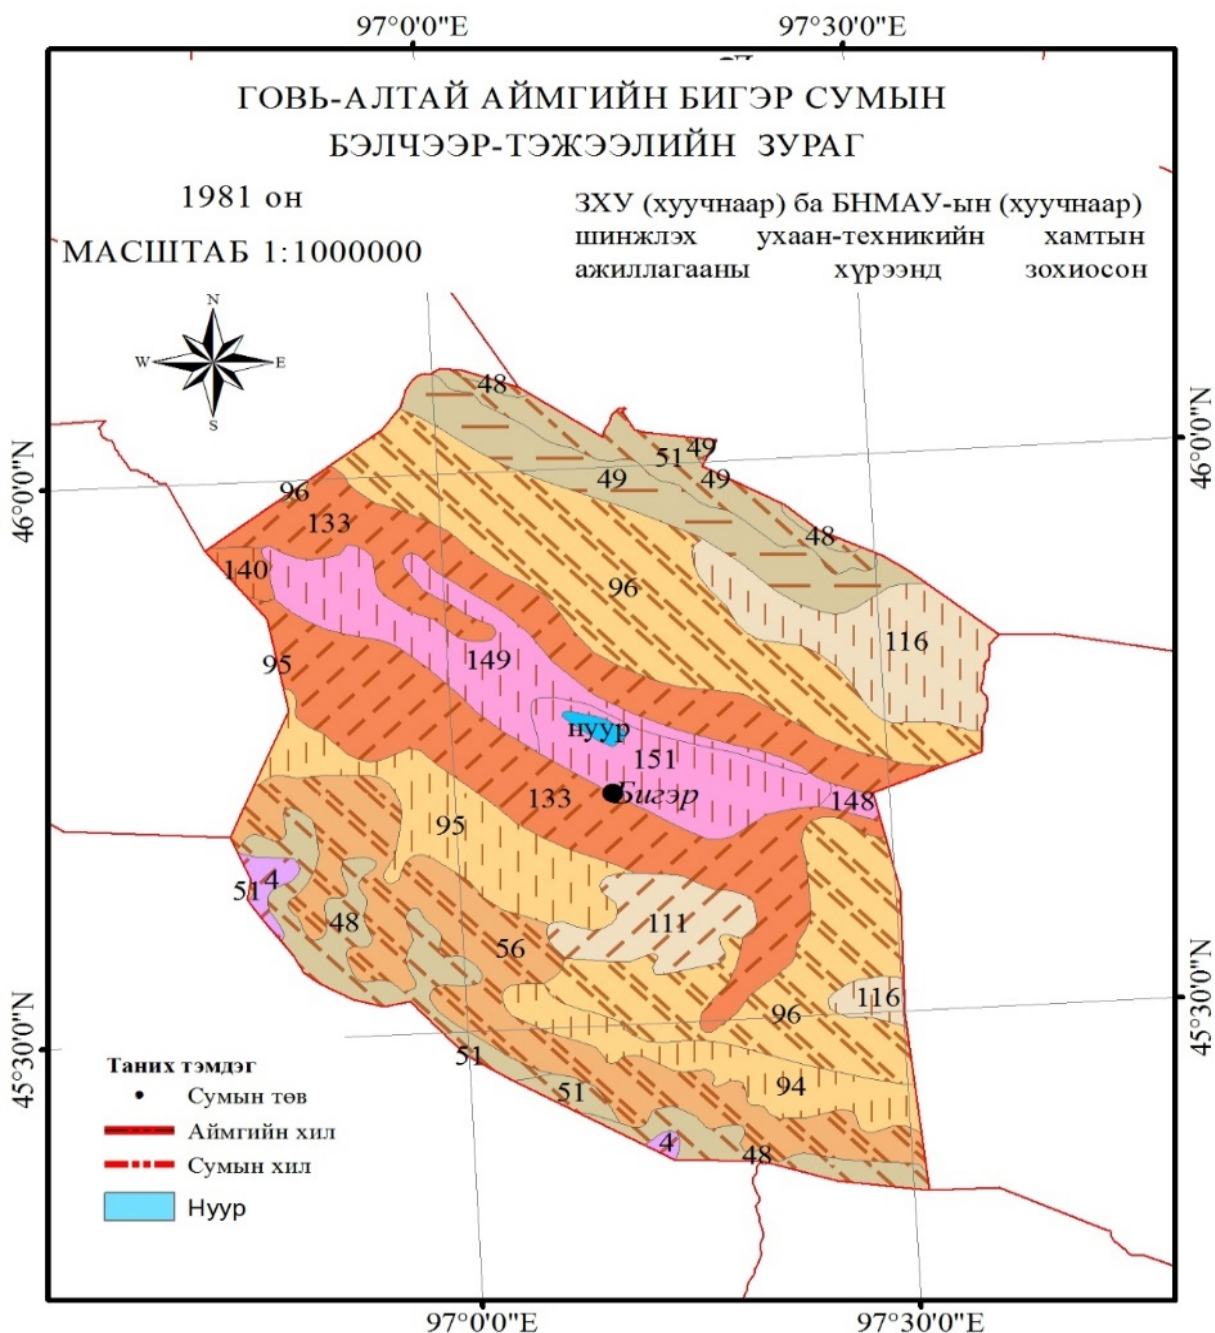 97°0'0"E 97°30'0"E
ГОВЬ-АЛТАЙ АЙМГИЙН БИГЭР СУМЫН
БЭЛЧЭЭР-ТЭЖЭЭЛИЙН ЗУРАГ
1981 он
МАСШТАБ 1:1000000
ЗХУ (хуучнаар) ба БНМАУ-ын (хуучнаар)
шинжлэх ухаан-техникийн хамтын
ажиллагааны хүрээнд зохиосон
N
W E
S
48
49
51
49 49
48
96
133
96
140
116
95
149
нуур
151
133
Бигэр
148
95
4
51
48
56
111
116
96
51
51
94
4
48
46°0'0"N
46°0'0"N
45°30'0"N
45°30'0"N
Таних тэмдэг
Сумын төв
Аймгийн хил
Сумын хил
Нуур
97°0'0"E 97°30'0"E